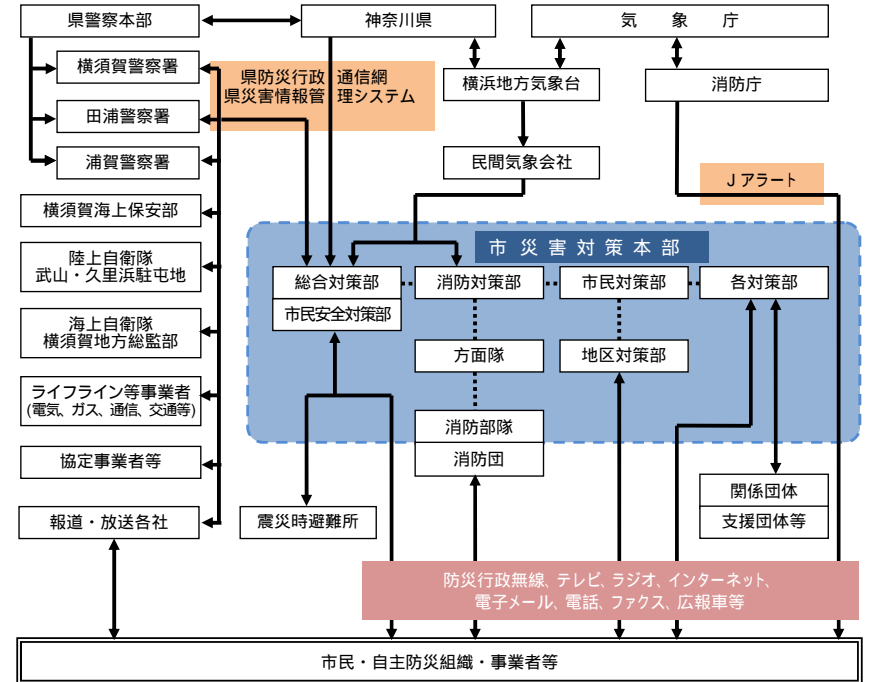 県警察本部
神奈川県
気象庁
横須賀警察署
県防災行政通信網
県災害情報管理システム
横浜地方気象台
消防庁
田浦警察署
浦賀警察署
民間気象会社
Jアラート
横須賀海上保安部
市災害対策本部
陸上自衛隊
武山・久里浜駐屯地
総合対策部
消防対策部
市民対策部
各対策部
市民安全対策部
海上自衛隊
横須賀地方総監部
方面隊
地区対策部
ライフライン等事業者
(電気、ガス、通信、交通等)
消防部隊
消防団
協定事業者等
関係団体
支援団体等
報道・放送各社
震災時避難所
防災行政無線、テレビ、ラジオ、インターネット、
電子メール、電話、ファクス、広報車等
市民・自主防災組織・事業者等